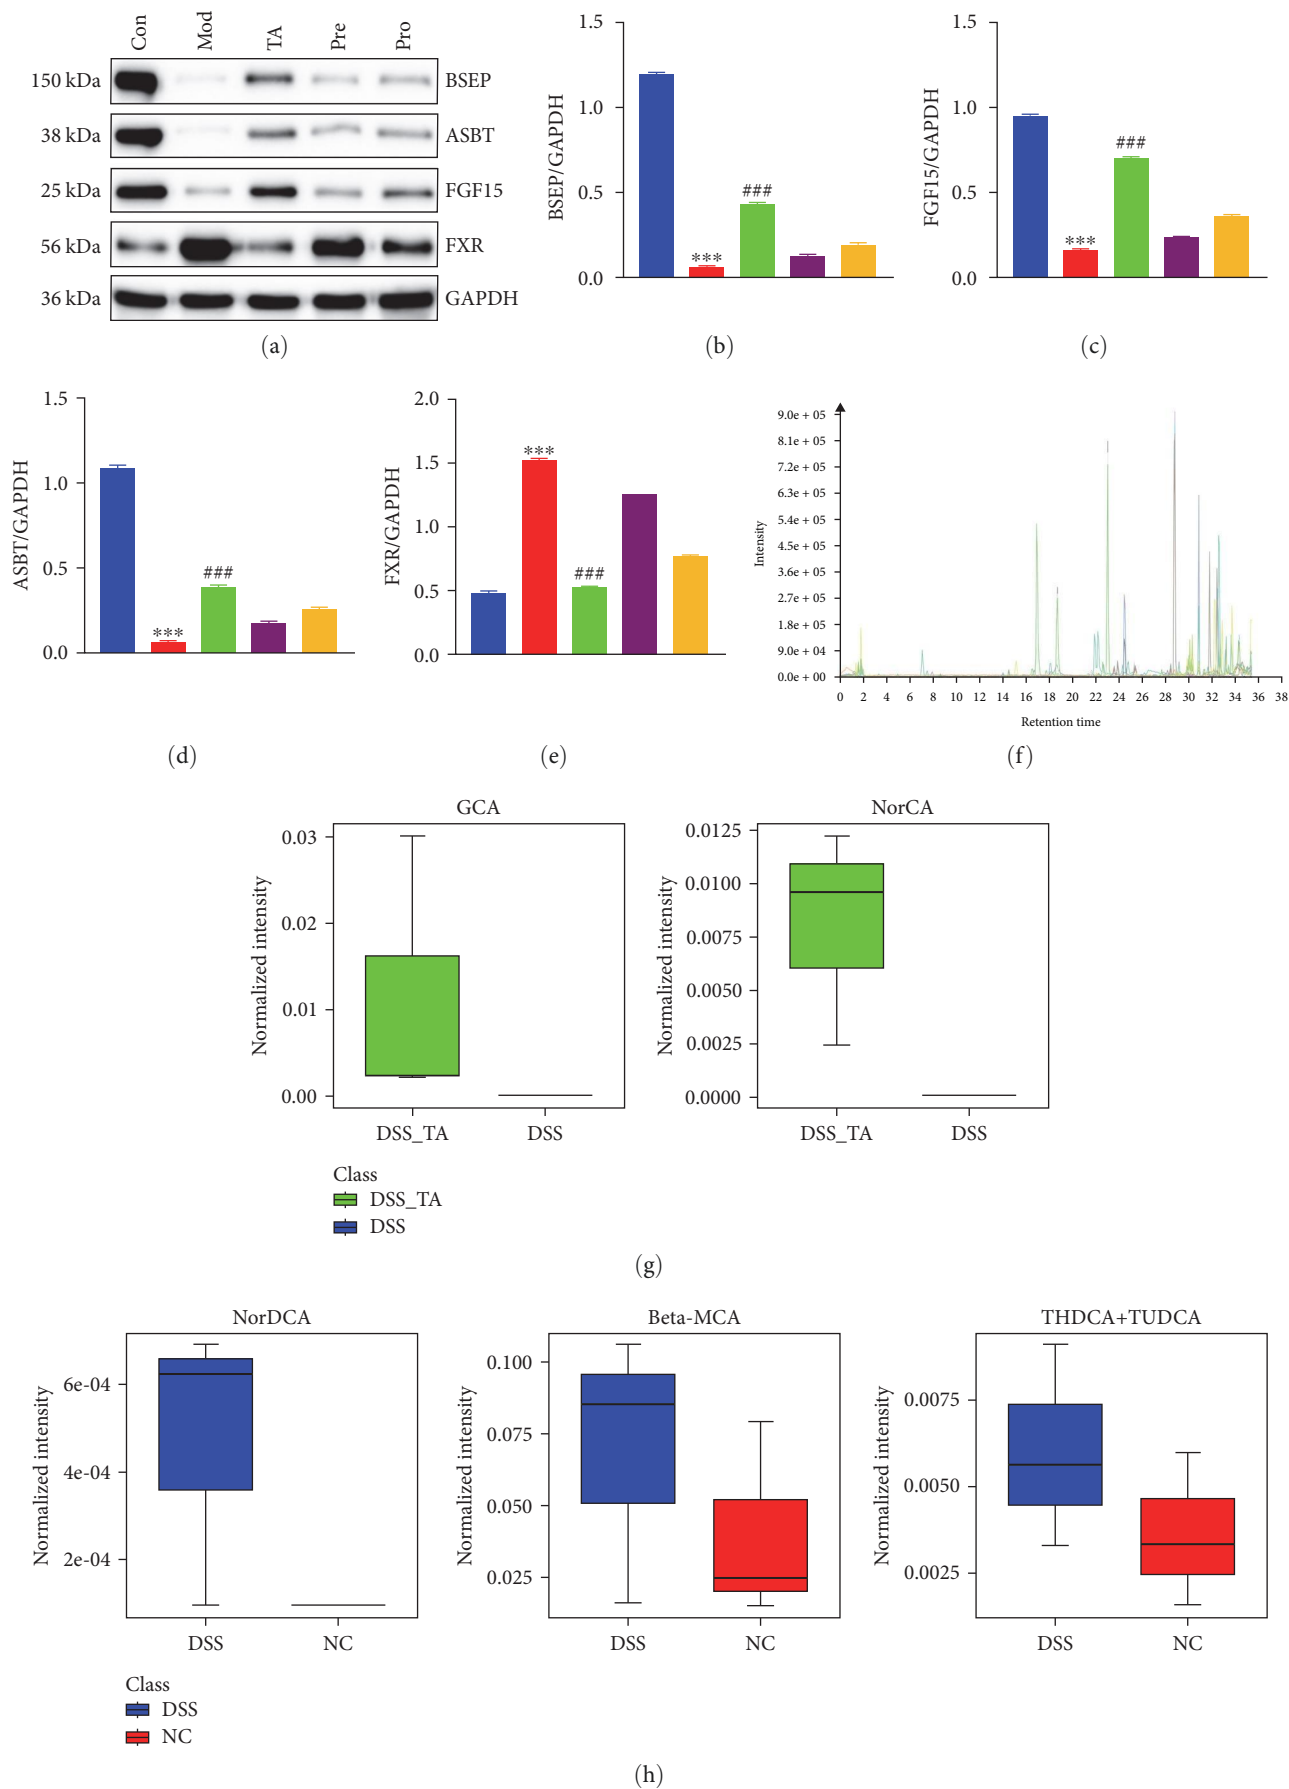 Con Mod TA Pre Pro
150 kDa BSEP
38 kDa ASBT
25 kDa FGF15
56 kDa FXR
36 kDa GAPDH
(a)
BSEP/GAPDH
1.5
1.0
0.5
0.0
***
###
(b)
FGF15/GAPDH
1.5
1.0
0.5
0.0
***
###
(c)
ASBT/GAPDH
1.5
1.0
0.5
0.0
***
###
(d)
FXR/GAPDH
2.0
1.5
1.0
0.5
0.0
***
###
(e)
Intensity
9.0e + 05
8.1e + 05
7.2e + 05
6.3e + 05
5.4e + 05
4.5e + 05
3.6e + 05
2.7e + 05
1.8e + 05
9.0e + 04
0.0e + 00
0 2 4 6 8 10 12 14 16 18 20 22 24 26 28 30 32 34 36 38
Retention time
(f)
GCA
Normalized intensity
0.03
0.02
0.01
0.00
DSS_TA DSS
NorCA
Normalized intensity
0.0125
0.0100
0.0075
0.0050
0.0025
0.0000
DSS_TA DSS
Class
DSS_TA
DSS
(g)
NorDCA
Normalized intensity
6e-04
4e-04
2e-04
DSS NC
Beta-MCA
Normalized intensity
0.100
0.075
0.050
0.025
DSS NC
THDCA+TUDCA
Normalized intensity
0.0075
0.0050
0.0025
DSS NC
Class
DSS
NC
(h)